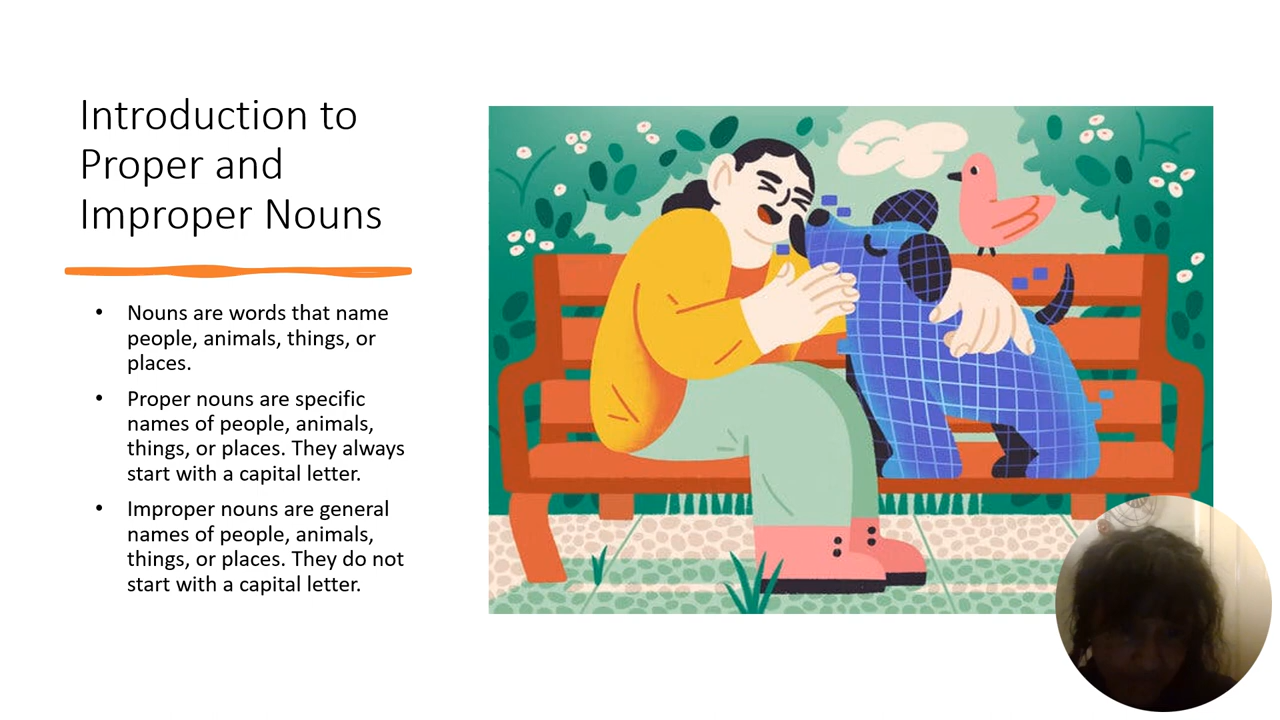 Introduction to
Proper and
Improper Nouns
• Nouns are words that name
people, animals, things, or
places.
• Proper nouns are specific
names of people, animals,
things, or places. They always
start with a capital letter.
• Improper nouns are general
names of people, animals,
things, or places. They do not
start with a capital letter.